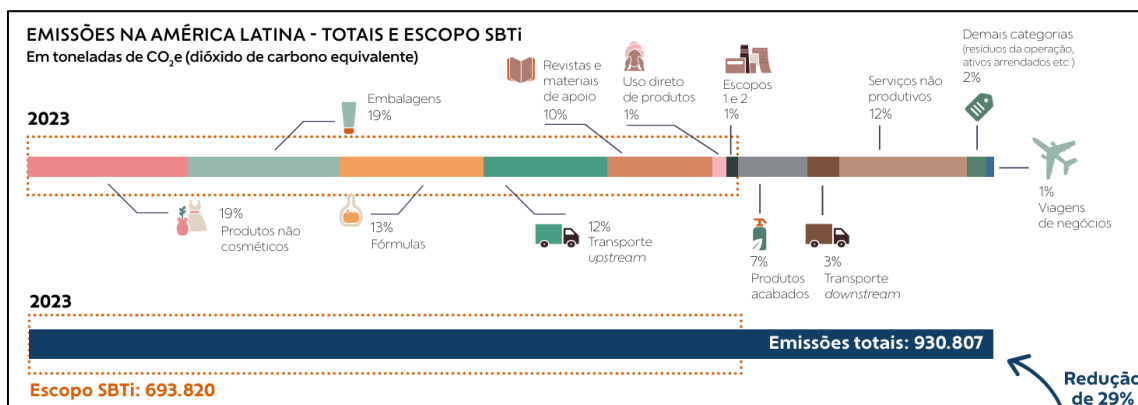 EMISSÕES NA AMÉRICA LATINA - TOTAIS E ESCOPO SBTi
Em toneladas de CO₂e (dióxido de carbono equivalente)
2023
Embalagens
19%
Revistas e
materiais
de apoio
10%
Uso direto
de produtos
1%
Escopos
1 e 2
1%
Serviços não
produtivos
12%
Demais categorias
(resíduos da operação,
ativos arrendados etc.)
2%
19%
Produtos não
cosméticos
13%
Fórmulas
12%
Transporte
upstream
7%
Produtos
acabados
3%
Transporte
downstream
1%
Viagens
de negócios
2023
Emissões totais: 930.807
Escopo SBTi: 693.820
Redução
de 29%